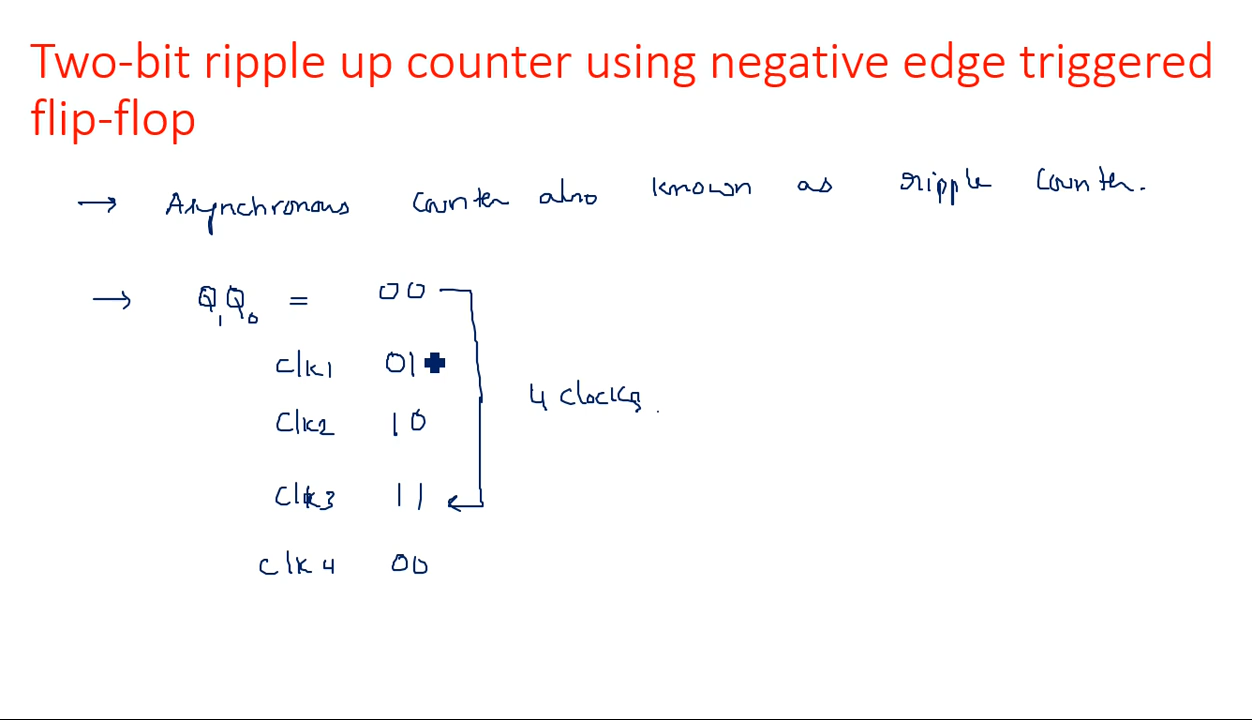 Two-bit ripple up counter using negative edge triggered
flip-flop
→ Asynchronous counter also known as ripple counter.
→ Q₁Q₀ = 00
clk1 01
clk2 10
4 clocks.
clk3 11
clk4 00